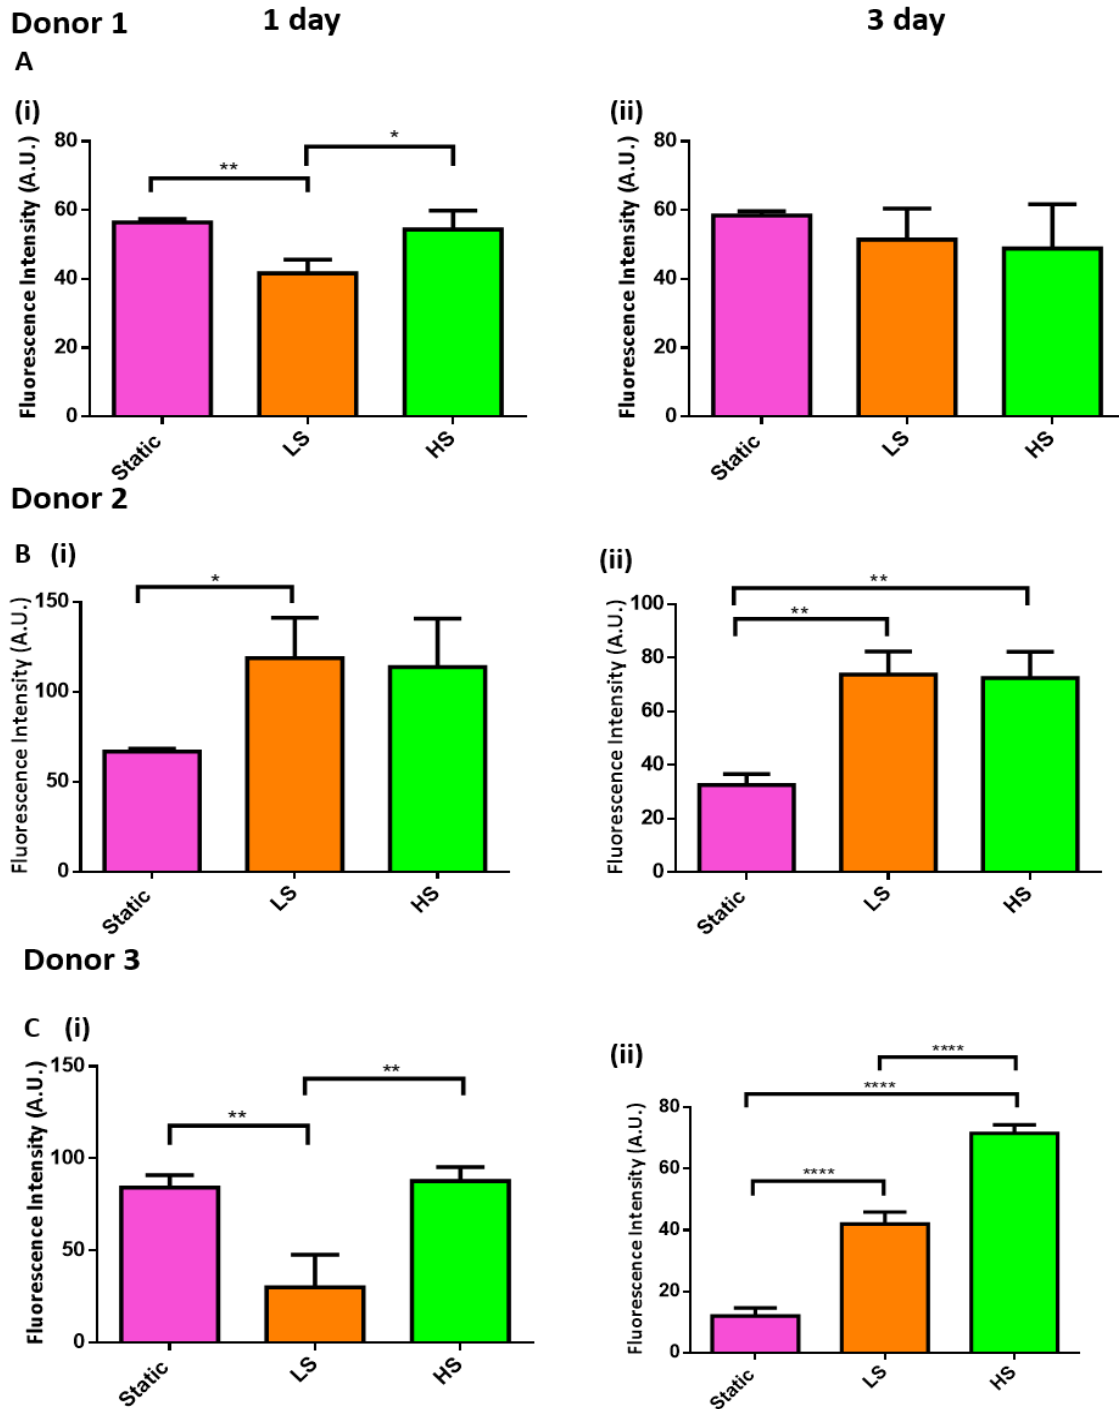 Donor 1 1 day 3 day
A
(i) (ii)
Fluorescence Intensity (A.U.)
80
60
40
20
0
** *
Static LS HS
Fluorescence Intensity (A.U.)
80
60
40
20
0
Static LS HS
Donor 2
B (i) (ii)
Fluorescence Intensity (A.U.)
150
100
50
0
*
Static LS HS
Fluorescence Intensity (A.U.)
100
80
60
40
20
0
**
**
Static LS HS
Donor 3
C (i) (ii)
Fluorescence Intensity (A.U.)
150
100
50
0
**
**
Static LS HS
Fluorescence Intensity (A.U.)
80
60
40
20
0
****
****
****
Static LS HS